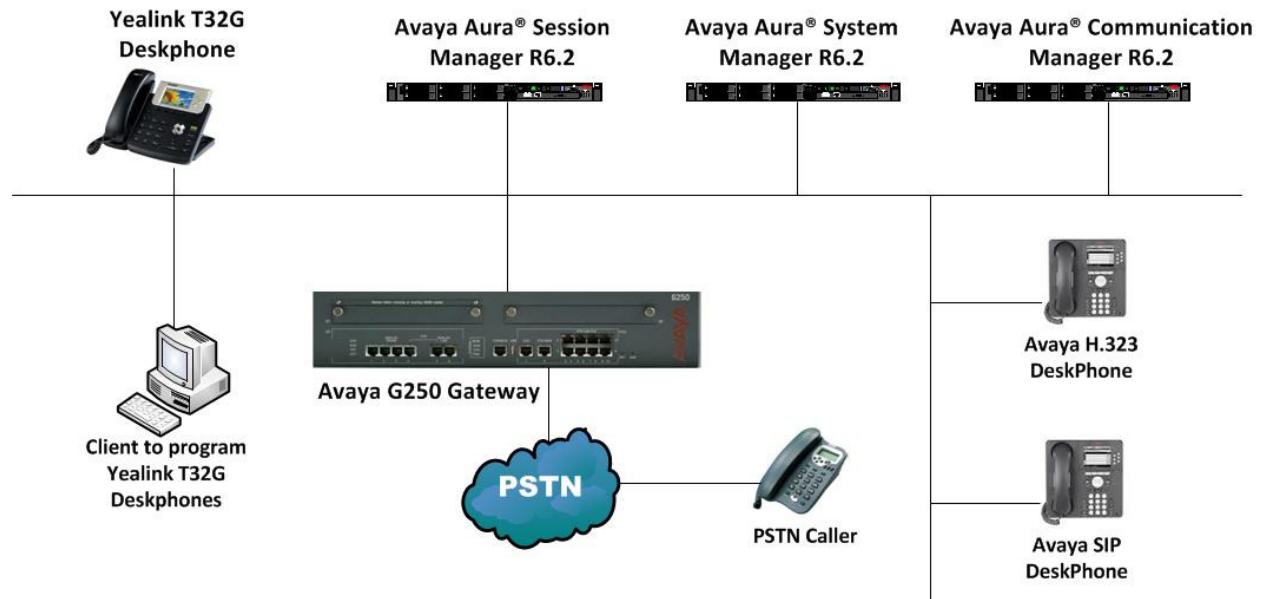 Yealink T32G
Deskphone
Avaya Aura® Session
Manager R6.2
Avaya Aura® System
Manager R6.2
Avaya Aura® Communication
Manager R6.2
G250
AVAYA
Avaya G250 Gateway
Avaya H.323
DeskPhone
Client to program
Yealink T32G
Deskphones
PSTN
PSTN Caller
Avaya SIP
DeskPhone